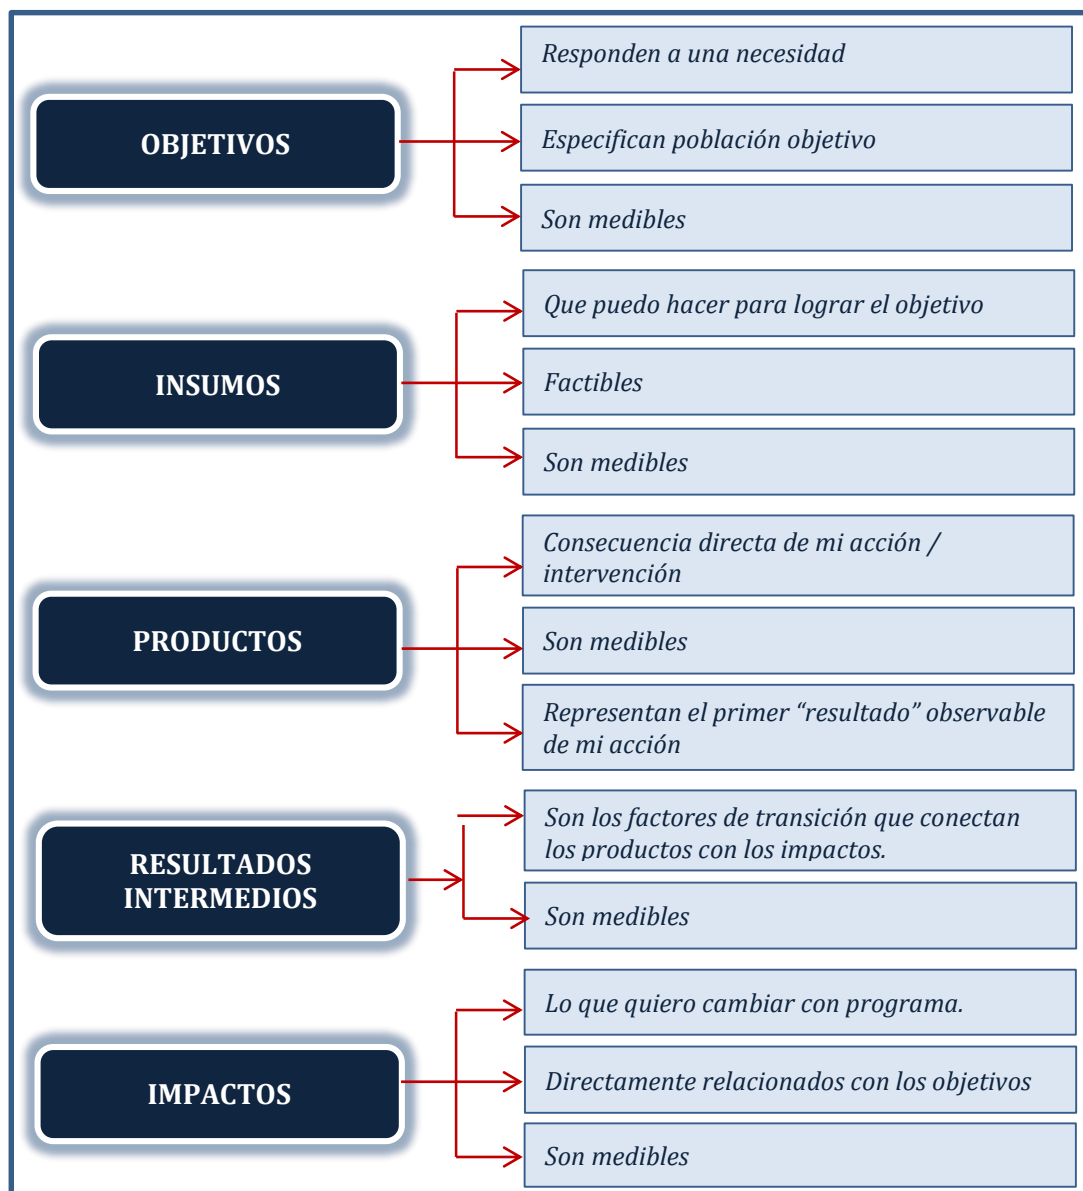 OBJETIVOS
Responden a una necesidad
Especifican población objetivo
Son medibles
INSUMOS
Que puedo hacer para lograr el objetivo
Factibles
Son medibles
PRODUCTOS
Consecuencia directa de mi acción /
intervención
Son medibles
Representan el primer “resultado” observable
de mi acción
RESULTADOS
INTERMEDIOS
Son los factores de transición que conectan
los productos con los impactos.
Son medibles
IMPACTOS
Lo que quiero cambiar con programa.
Directamente relacionados con los objetivos
Son medibles